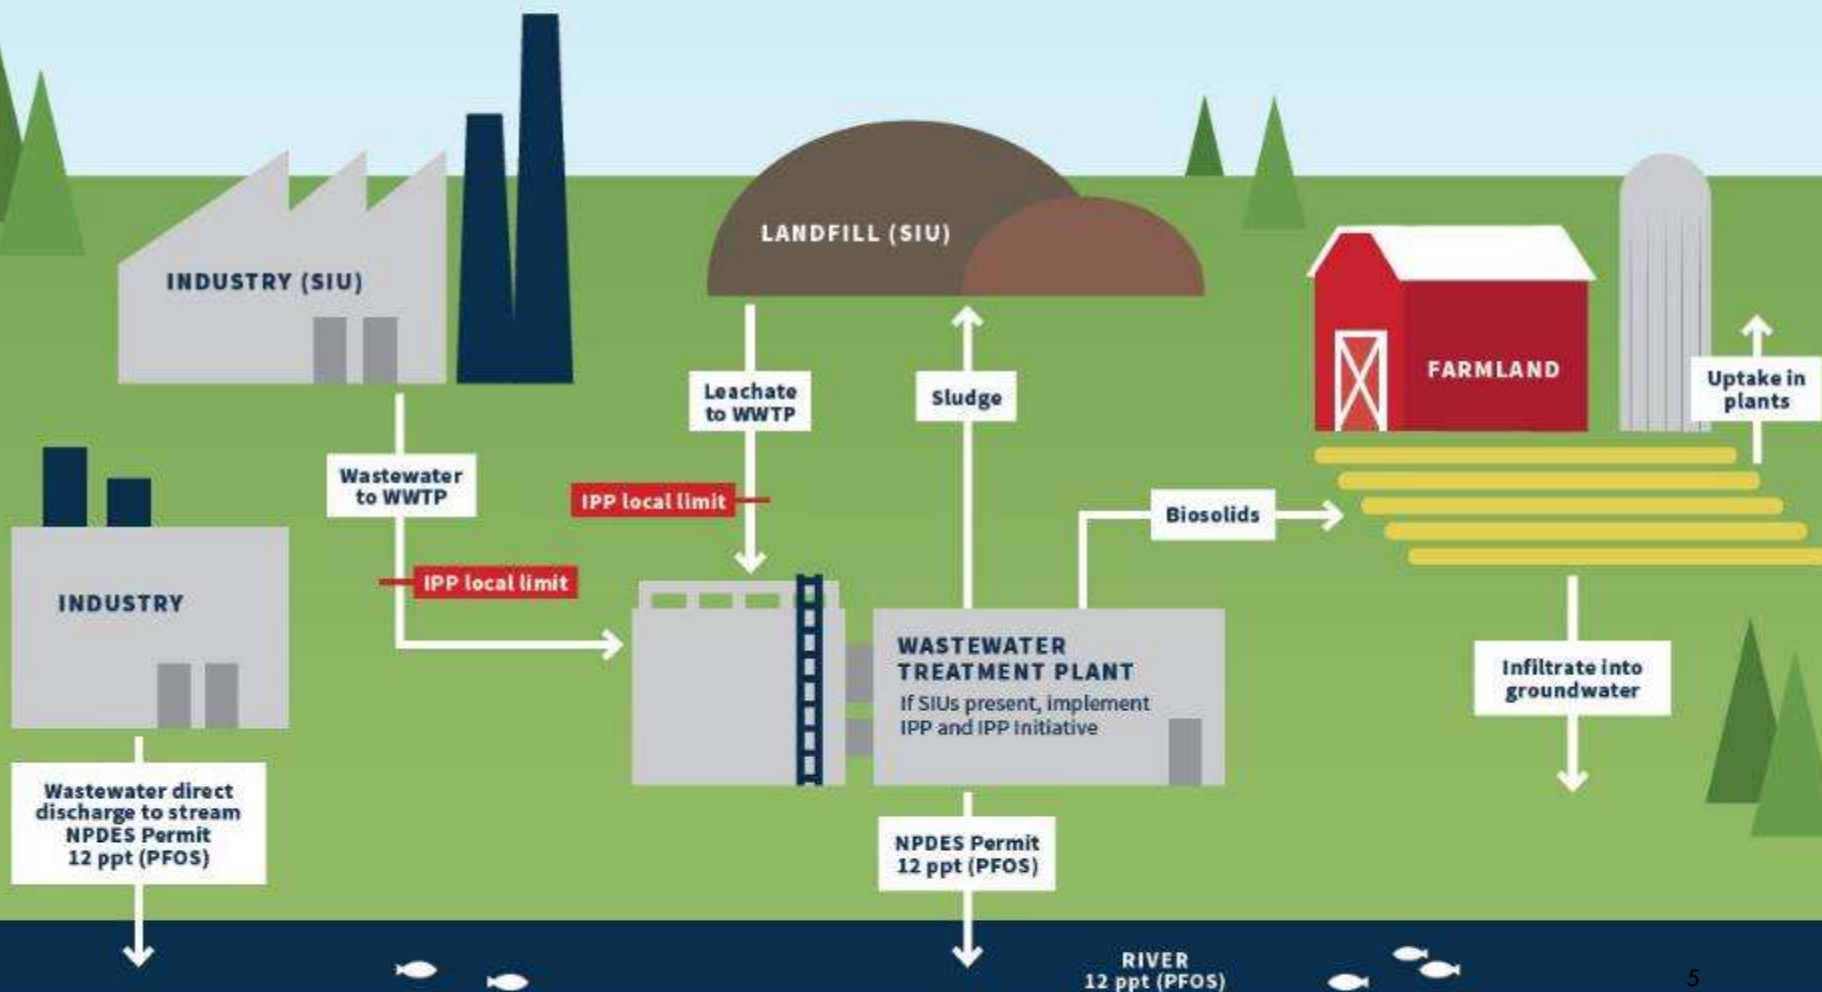 INDUSTRY (SIU)
LANDFILL (SIU)
FARMLAND
Uptake in
plants
Leachate
to WWTP
Sludge
Wastewater
to WWTP
IPP local limit
Biosolids
IPP local limit
INDUSTRY
WASTEWATER
TREATMENT PLANT
If SIUs present, implement
IPP and IPP Initiative
Infiltrate into
groundwater
Wastewater direct
discharge to stream
NPDES Permit
12 ppt (PFOS)
NPDES Permit
12 ppt (PFOS)
RIVER
12 ppt (PFOS)
5